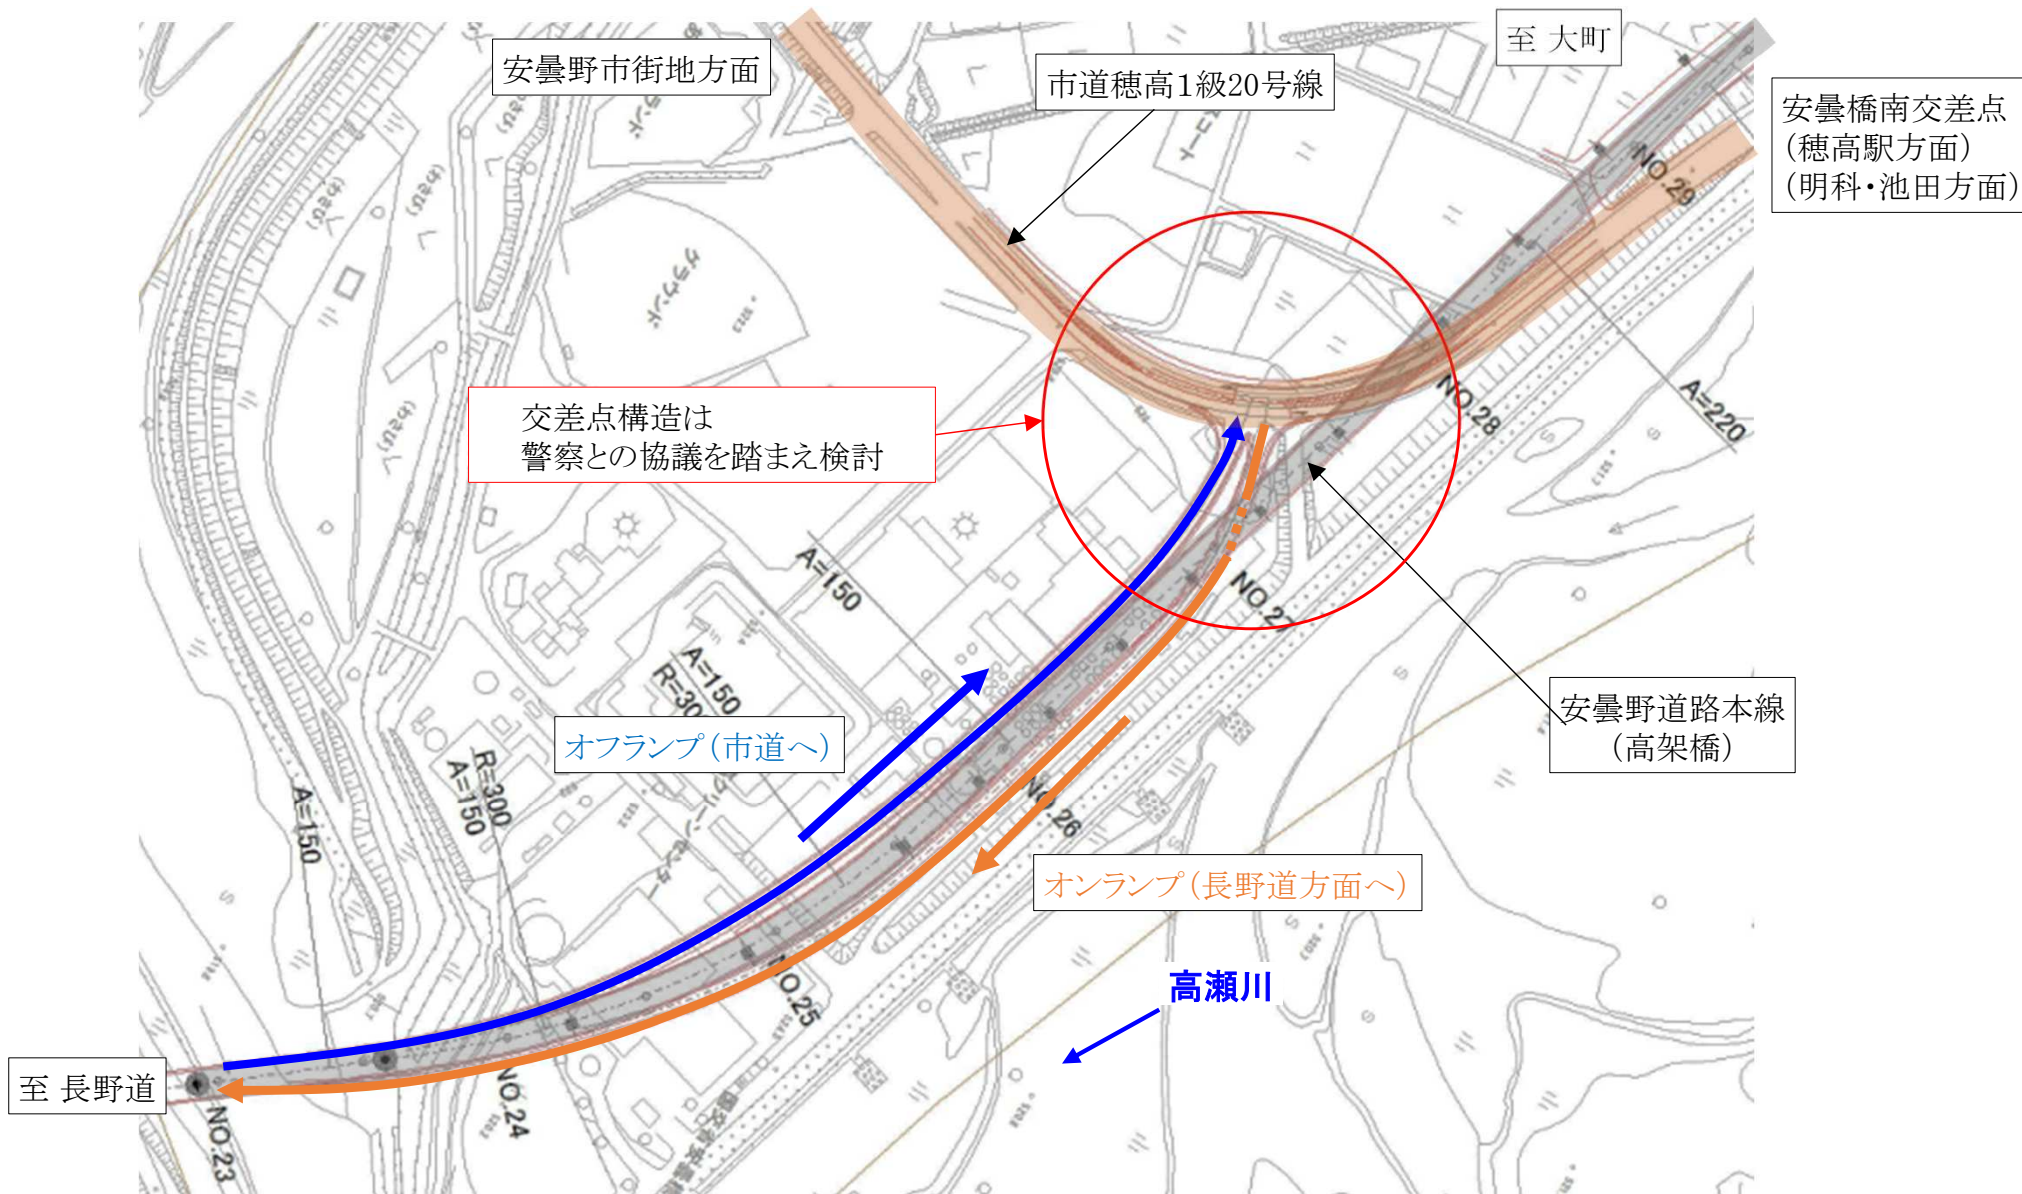 安曇野市街地方面
市道穂高1級20号線
至 大町
安曇橋南交差点
(穂高駅方面)
(明科・池田方面)
NO.29
グラウンド
交差点構造は
警察との協議を踏まえ検討
NO.28
A=220
A=150
NO.27
A=150
オフランプ(市道へ)
安曇野道路本線
(高架橋)
R=300
A=150
A=150
NO.26
オンランプ(長野道方面へ)
高瀬川
NO.25
至 長野道
NO.24
NO.23